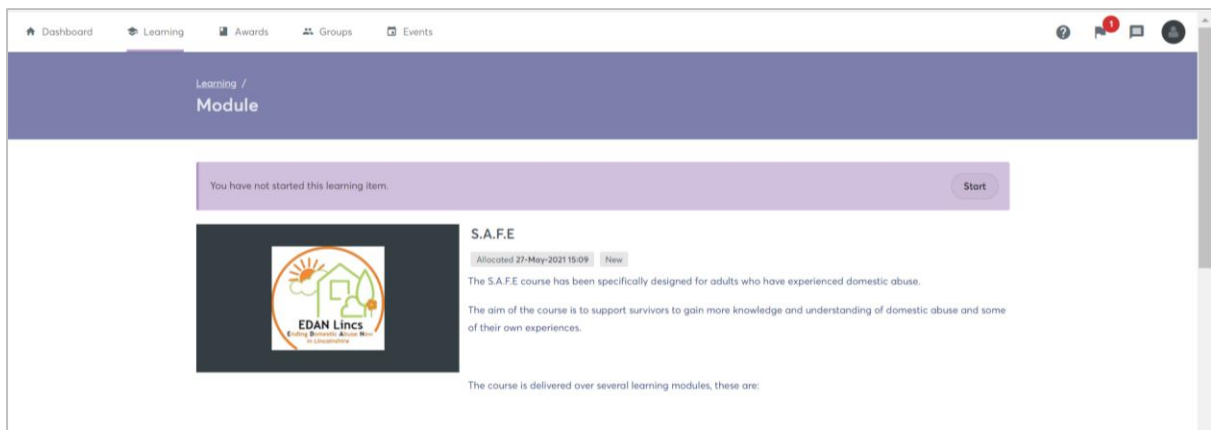 Dashboard
Learning
Awards
Groups
Events
1
Learning /
Module
You have not started this learning item.
Start
EDAN Lincs
Ending Domestic Abuse Now
in Lincolnshire
S.A.F.E
Allocated 27-May-2021 15:09
New
The S.A.F.E course has been specifically designed for adults who have experienced domestic abuse.
The aim of the course is to support survivors to gain more knowledge and understanding of domestic abuse and some
of their own experiences.
The course is delivered over several learning modules, these are: